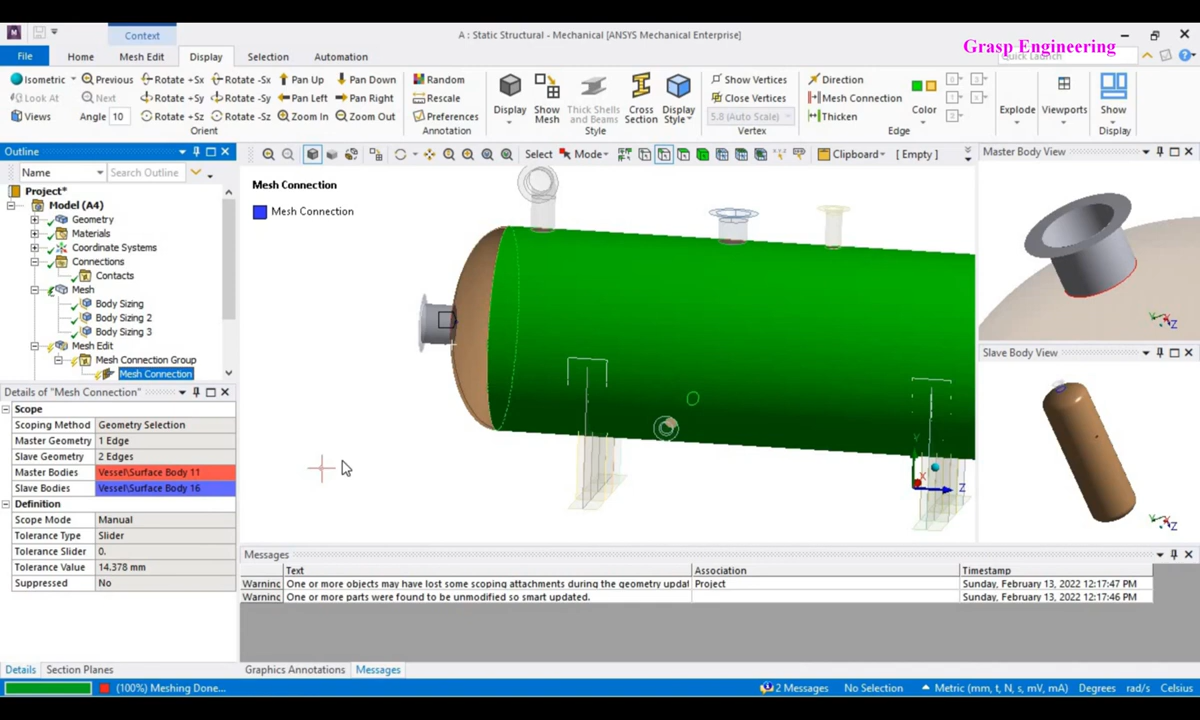 Context
A : Static Structural - Mechanical [ANSYS Mechanical Enterprise]
Grasp Engineering
File Home Mesh Edit Display Selection Automation
Quick Launch
Isometric Previous Rotate +Sx Rotate -Sx Pan Up Pan Down Random
Look At Next Rotate +Sy Rotate -Sy Pan Left Pan Right Rescale
Views Angle 10 Rotate +Sz Rotate -Sz Zoom In Zoom Out Preferences
Orient Annotation
Display Show Mesh Thick Shells and Beams Cross Section Display Style
Style
Show Vertices
Close Vertices
5.8 (Auto Scale)
Vertex
Direction
Mesh Connection
Thicken
Color
Edge
Explode Viewports Show
Display
Outline
Name Search Outline
Project*
Model (A4)
Geometry
Materials
Coordinate Systems
Connections
Contacts
Mesh
Body Sizing
Body Sizing 2
Body Sizing 3
Mesh Edit
Mesh Connection Group
Mesh Connection
Select Mode Clipboard [ Empty ]
Mesh Connection
Mesh Connection
X
Y
Z
Master Body View
Z
Slave Body View
Z
Details of "Mesh Connection"
Scope
Scoping Method Geometry Selection
Master Geometry 1 Edge
Slave Geometry 2 Edges
Master Bodies Vessel\Surface Body 11
Slave Bodies Vessel\Surface Body 16
Definition
Scope Mode Manual
Tolerance Type Slider
Tolerance Slider 0.
Tolerance Value 14.378 mm
Suppressed No
Details Section Planes
Messages
Text Association Timestamp
Warning One or more objects may have lost some scoping attachments during the geometry updat Project Sunday, February 13, 2022 12:17:47 PM
Warning One or more parts were found to be unmodified so smart updated. Sunday, February 13, 2022 12:17:46 PM
Graphics Annotations Messages
(100%) Meshing Done... 2 Messages No Selection Metric (mm, t, N, s, mV, mA) Degrees rad/s Celsius